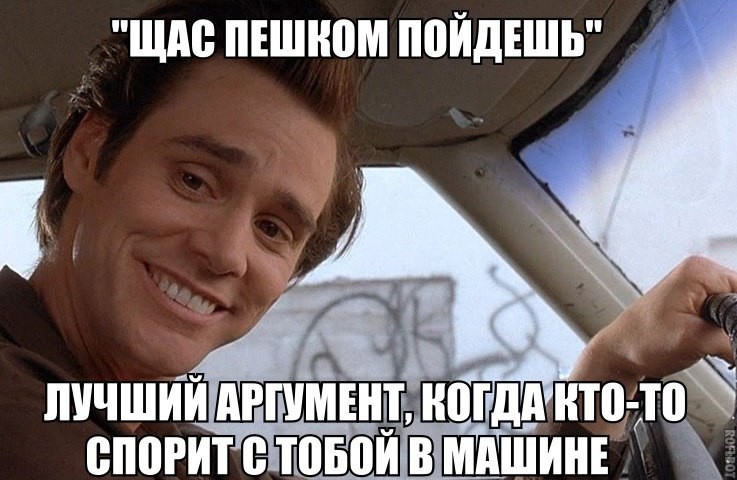 "ЩАС ПЕШКОМ ПОЙДЕШЬ"
ЛУЧШИЙ АРГУМЕНТ, КОГДА КТО-ТО
СПОРИТ С ТОБОЙ В МАШИНЕ